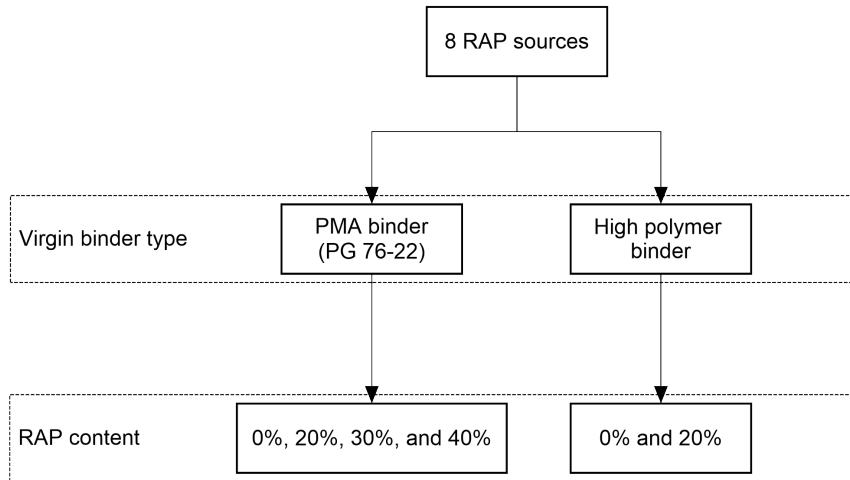 8 RAP sources
Virgin binder type
PMA binder
(PG 76-22)
High polymer
binder
RAP content
0%, 20%, 30%, and 40%
0% and 20%